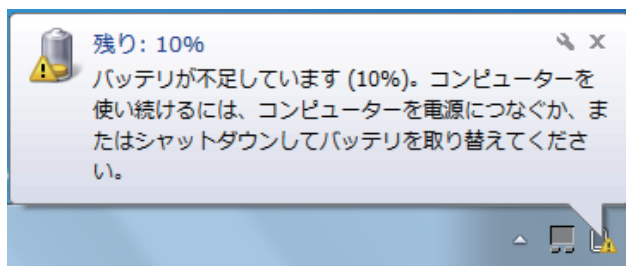 残り: 10%
バッテリが不足しています (10%)。コンピューターを
使い続けるには、コンピューターを電源につなぐか、ま
たはシャットダウンしてバッテリを取り替えてくださ
い。